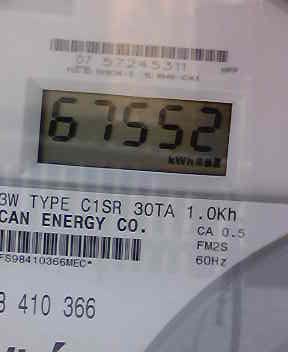 07 57245311
67552
kWh
3W TYPE C1SR 30TA 1.0Kh
CAN ENERGY CO.
CA 0.5
FM2S
FS98410366MEC*
60Hz
3 410 366